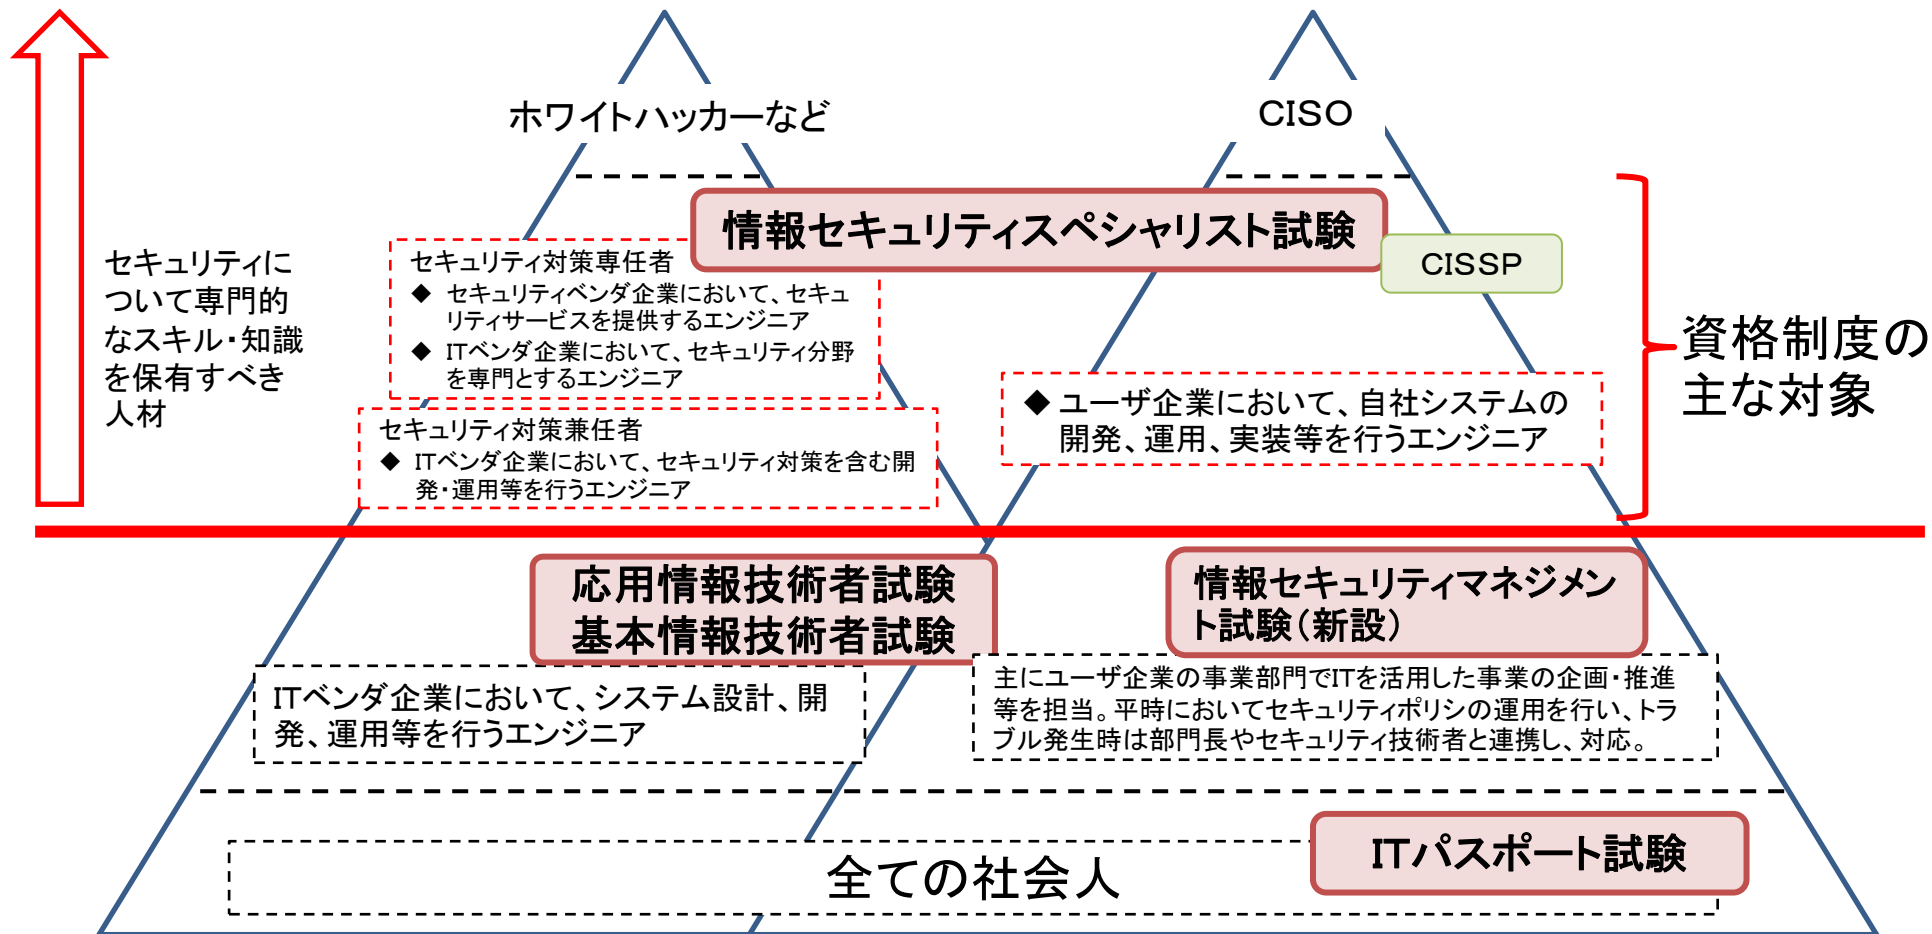 ホワイトハッカーなど
CISO
情報セキュリティスペシャリスト試験
CISSP
セキュリティに
ついて専門的
なスキル・知識
を保有すべき
人材
セキュリティ対策専任者
◆ セキュリティベンダ企業において、セキュ
リティサービスを提供するエンジニア
◆ ITベンダ企業において、セキュリティ分野
を専門とするエンジニア
セキュリティ対策兼任者
◆ ITベンダ企業において、セキュリティ対策を含む開
発・運用等を行うエンジニア
◆ ユーザ企業において、自社システムの
開発、運用、実装等を行うエンジニア
資格制度の
主な対象
応用情報技術者試験
基本情報技術者試験
ITベンダ企業において、システム設計、開
発、運用等を行うエンジニア
情報セキュリティマネジメン
ト試験(新設)
主にユーザ企業の事業部門でITを活用した事業の企画・推進
等を担当。平時においてセキュリティポリシの運用を行い、トラ
ブル発生時は部門長やセキュリティ技術者と連携し、対応。
ITパスポート試験
全ての社会人